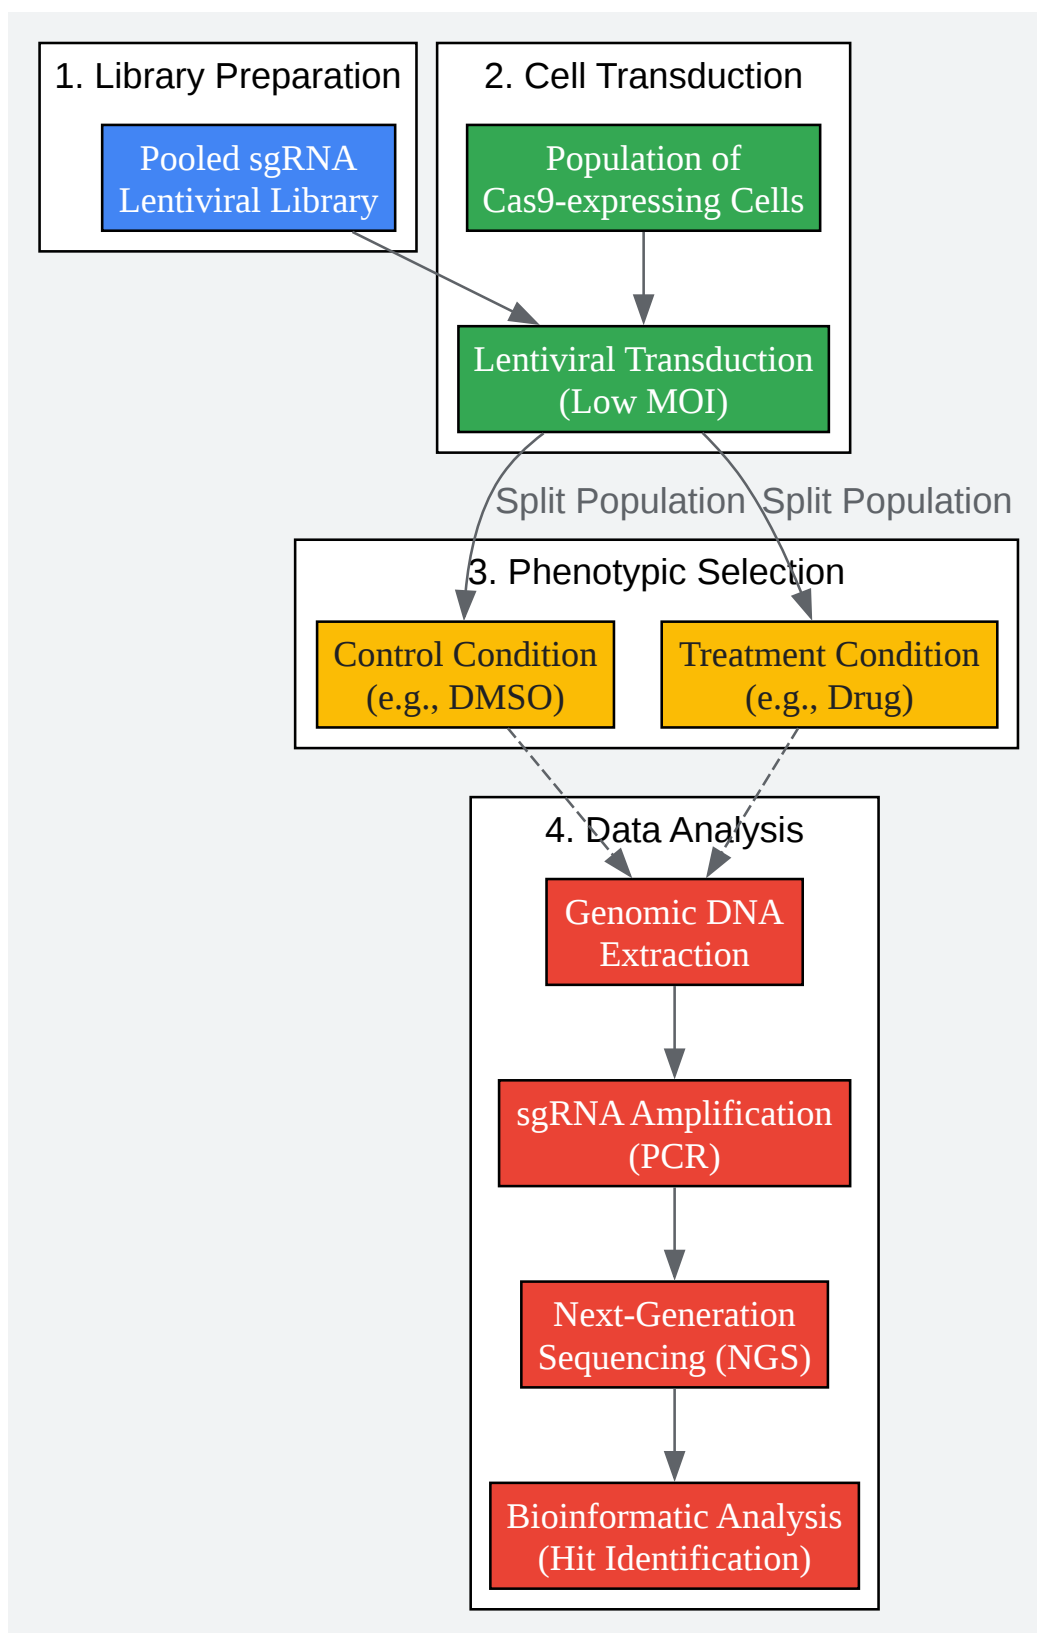 1. Library Preparation
Pooled sgRNA
Lentiviral Library
2. Cell Transduction
Population of
Cas9-expressing Cells
Lentiviral Transduction
(Low MOI)
Split Population
Split Population
3. Phenotypic Selection
Control Condition
(e.g., DMSO)
Treatment Condition
(e.g., Drug)
4. Data Analysis
Genomic DNA
Extraction
sgRNA Amplification
(PCR)
Next-Generation
Sequencing (NGS)
Bioinformatic Analysis
(Hit Identification)